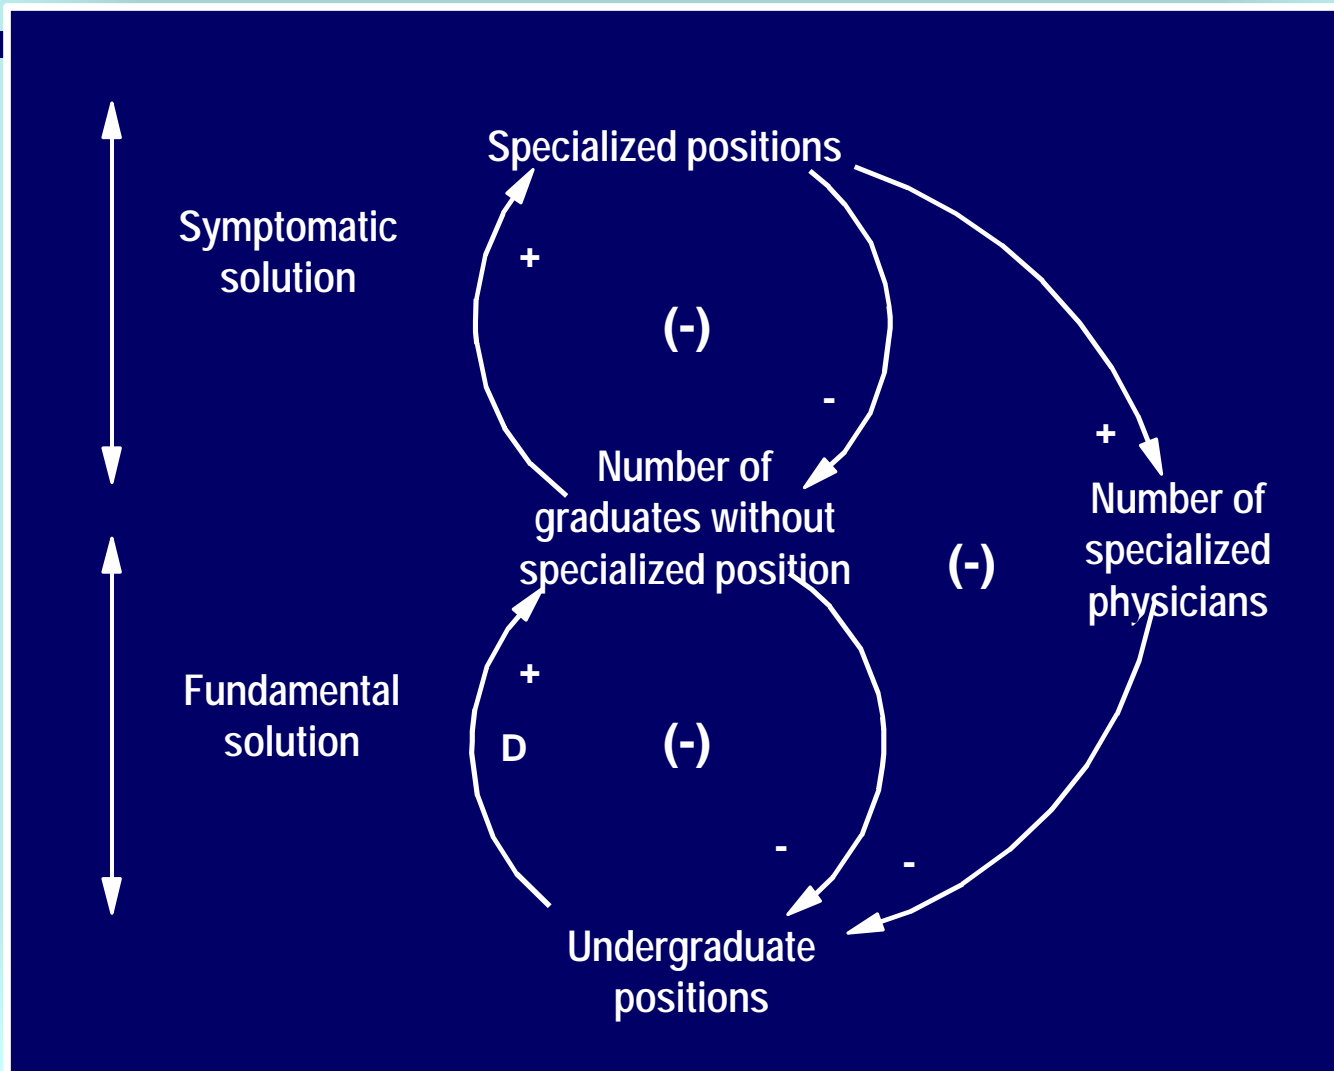 Specialized positions
Symptomatic
solution
+
(-)
-
+
Number of
graduates without
specialized position
Number of
specialized
physicians
(-)
+
Fundamental
solution
D
(-)
-
-
Undergraduate
positions